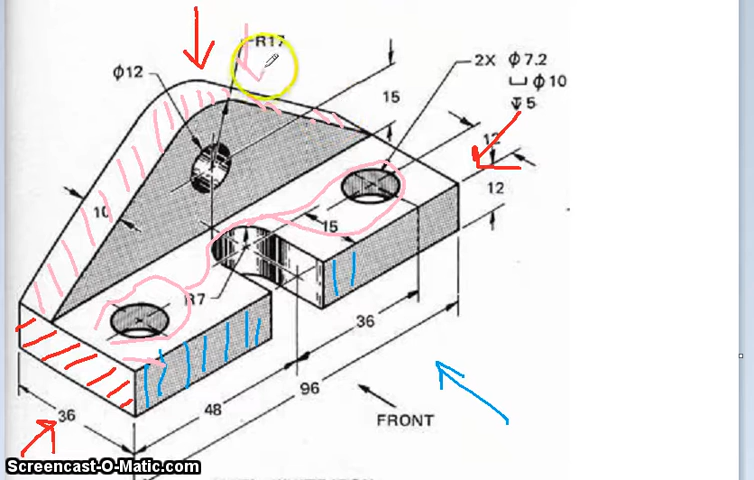 R17
2X ϕ7.2
⌴ ϕ10
↧5
ϕ12
15
12
12
10
15
R7
36
96
48
36
FRONT
Screencast-O-Matic.com